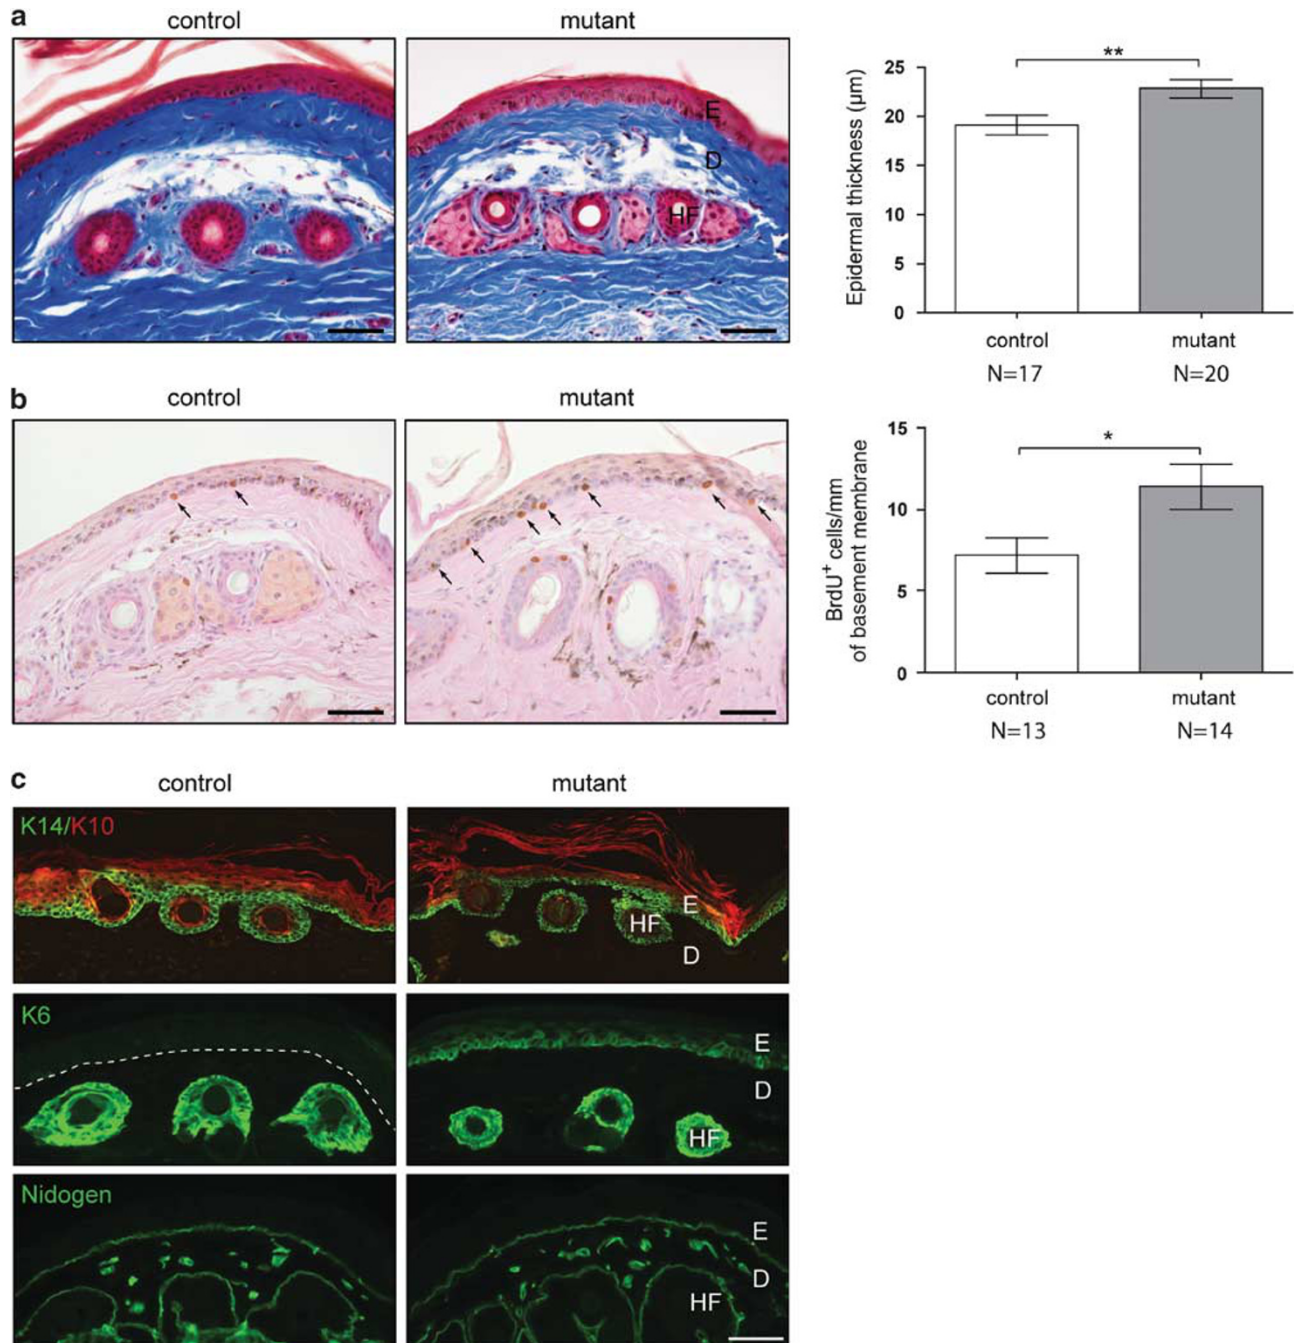 a
control
mutant
E
D
HF
**
Epidermal thickness (μm)
25
20
15
10
5
0
control
mutant
N=17
N=20
b
control
mutant
*
BrdU+ cells/mm
of basement membrane
15
10
5
0
control
mutant
N=13
N=14
c
control
mutant
K14/K10
E
HF
D
K6
E
D
HF
Nidogen
E
D
HF